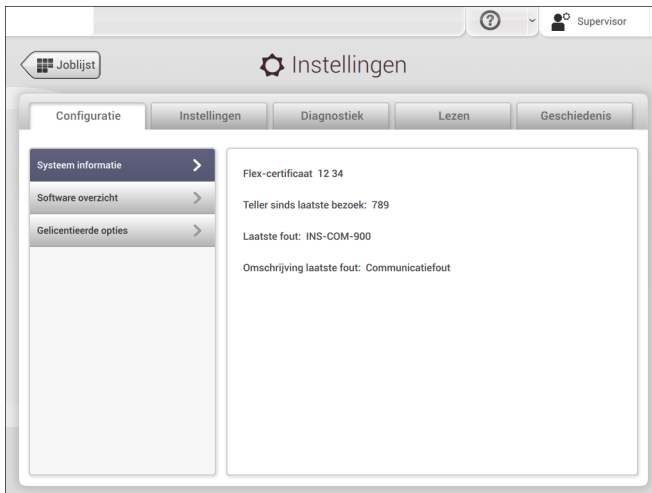 ?
Supervisor
Joblijst
Instellingen
Configuratie
Instellingen
Diagnostiek
Lezen
Geschiedenis
Systeem informatie
Software overzicht
Gelicentieerde opties
Flex-certificaat 12 34
Teller sinds laatste bezoek: 789
Laatste fout: INS-COM-900
Omschrijving laatste fout: Communicatiefout